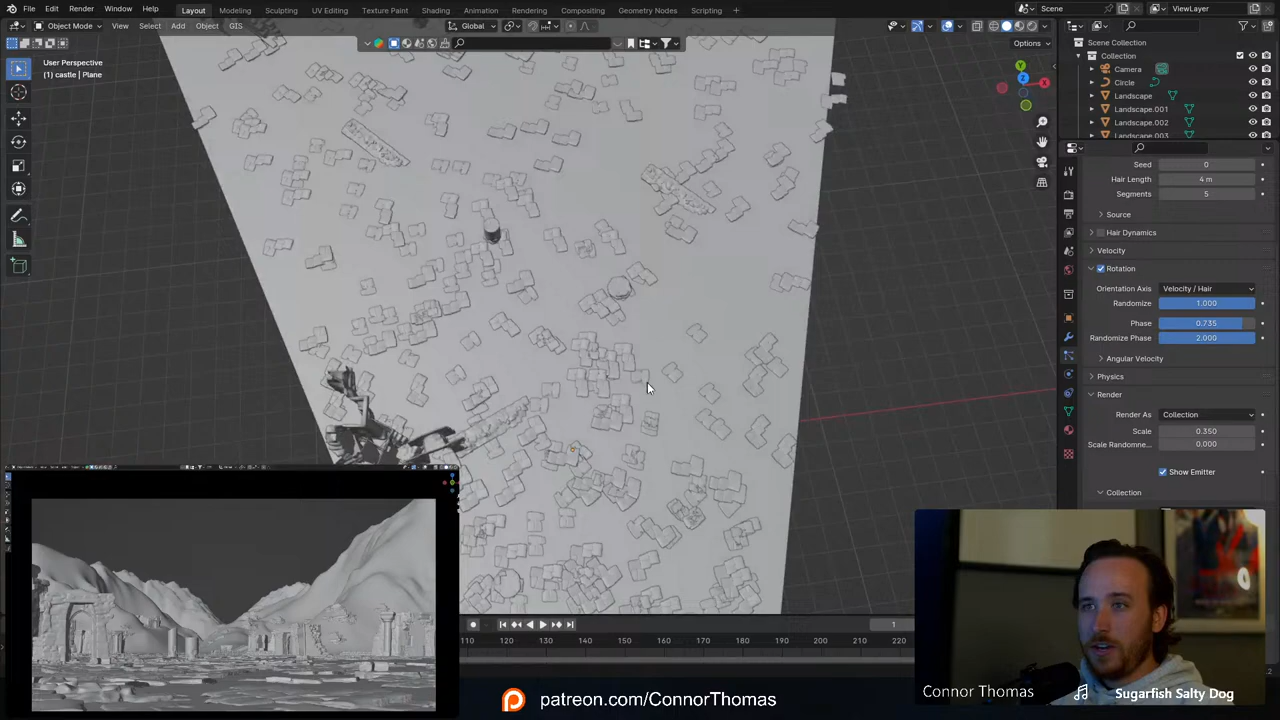 File Edit Render Window Help Layout Modeling Sculpting UV Editing Texture Paint Shading Animation Rendering Compositing Geometry Nodes Scripting + Scene ViewLayer
Object Mode View Select Add Object GIS Global
Options
User Perspective
(1) castle | Plane
Y
X
Z
Scene Collection
Collection
Camera
Circle
Landscape
Landscape.001
Landscape.002
Landscape.003
Seed 0
Hair Length 4 m
Segments 5
Source
Hair Dynamics
Velocity
Rotation
Orientation Axis Velocity / Hair
Randomize 1.000
Phase 0.735
Randomize Phase 2.000
Angular Velocity
Physics
Render
Render As Collection
Scale 0.350
Scale Randomne... 0.000
Show Emitter
Collection
1
110 120 130 140 150 160 170 180 190 200 210 220
patreon.com/ConnorThomas
Connor Thomas Sugarfish Salty Dog